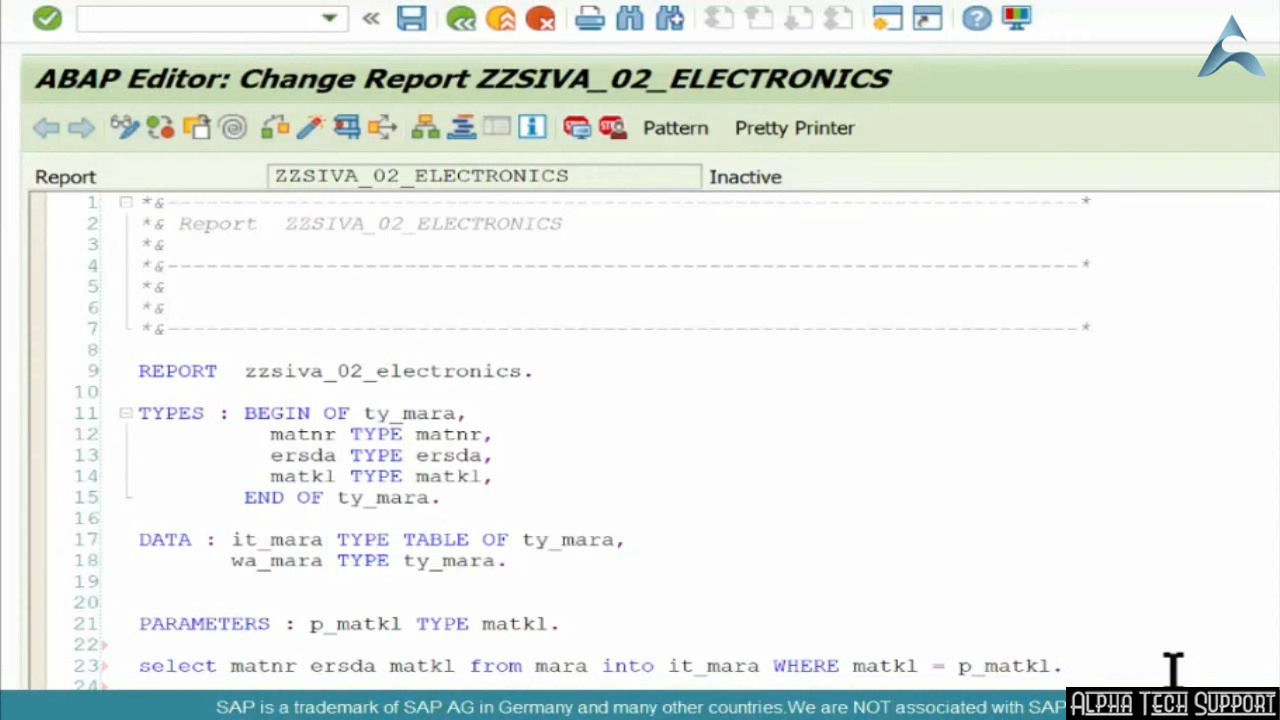 ABAP Editor: Change Report ZZSIVA_02_ELECTRONICS
Pattern Pretty Printer
Report ZZSIVA_02_ELECTRONICS Inactive
1 *&---------------------------------------------------------------------*
2 *& Report  ZZSIVA_02_ELECTRONICS
3 *&
4 *&---------------------------------------------------------------------*
5 *&
6 *&
7 *&---------------------------------------------------------------------*
8
9 REPORT  zzsiva_02_electronics.
10
11 TYPES : BEGIN OF ty_mara,
12 matnr TYPE matnr,
13 ersda TYPE ersda,
14 matkl TYPE matkl,
15 END OF ty_mara.
16
17 DATA : it_mara TYPE TABLE OF ty_mara,
18 wa_mara TYPE ty_mara.
19
20
21 PARAMETERS : p_matkl TYPE matkl.
22
23 select matnr ersda matkl from mara into it_mara WHERE matkl = p_matkl.
24
SAP is a trademark of SAP AG in Germany and many other countries.We are NOT associated with SAP
Alpha Tech Support